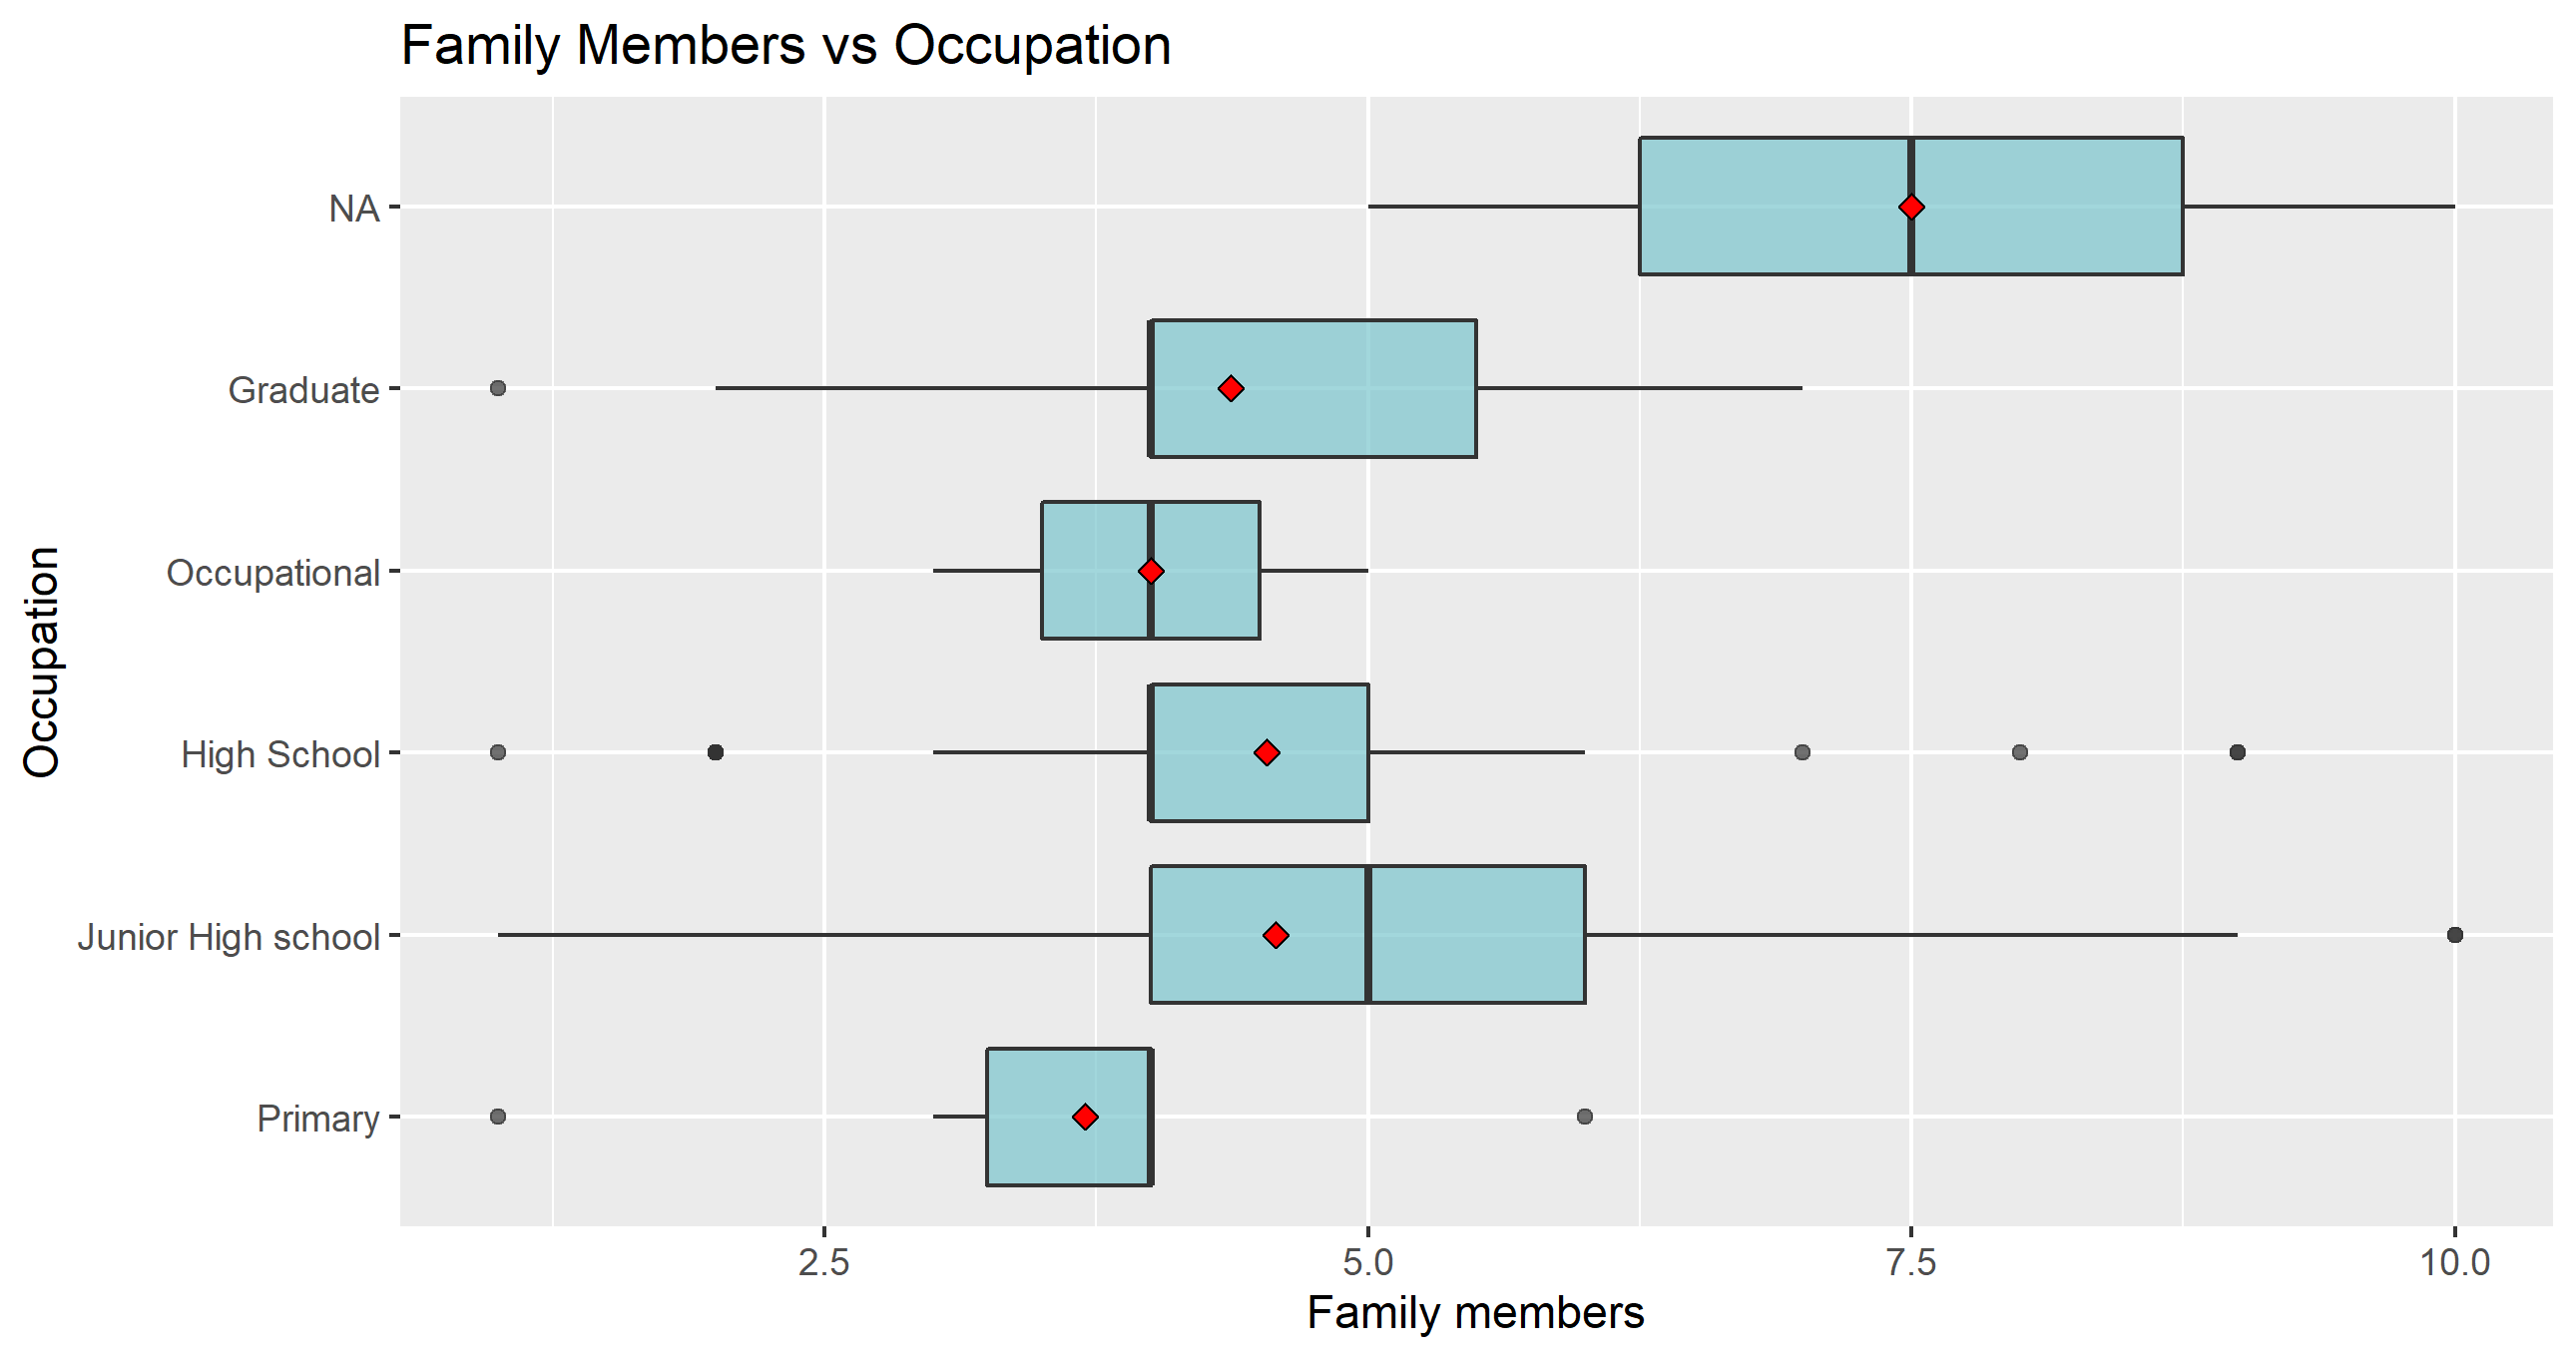 Family Members vs Occupation
NA
Graduate
Occupational
High School
Junior High school
Primary
Occupation
2.5 5.0 7.5 10.0
Family members